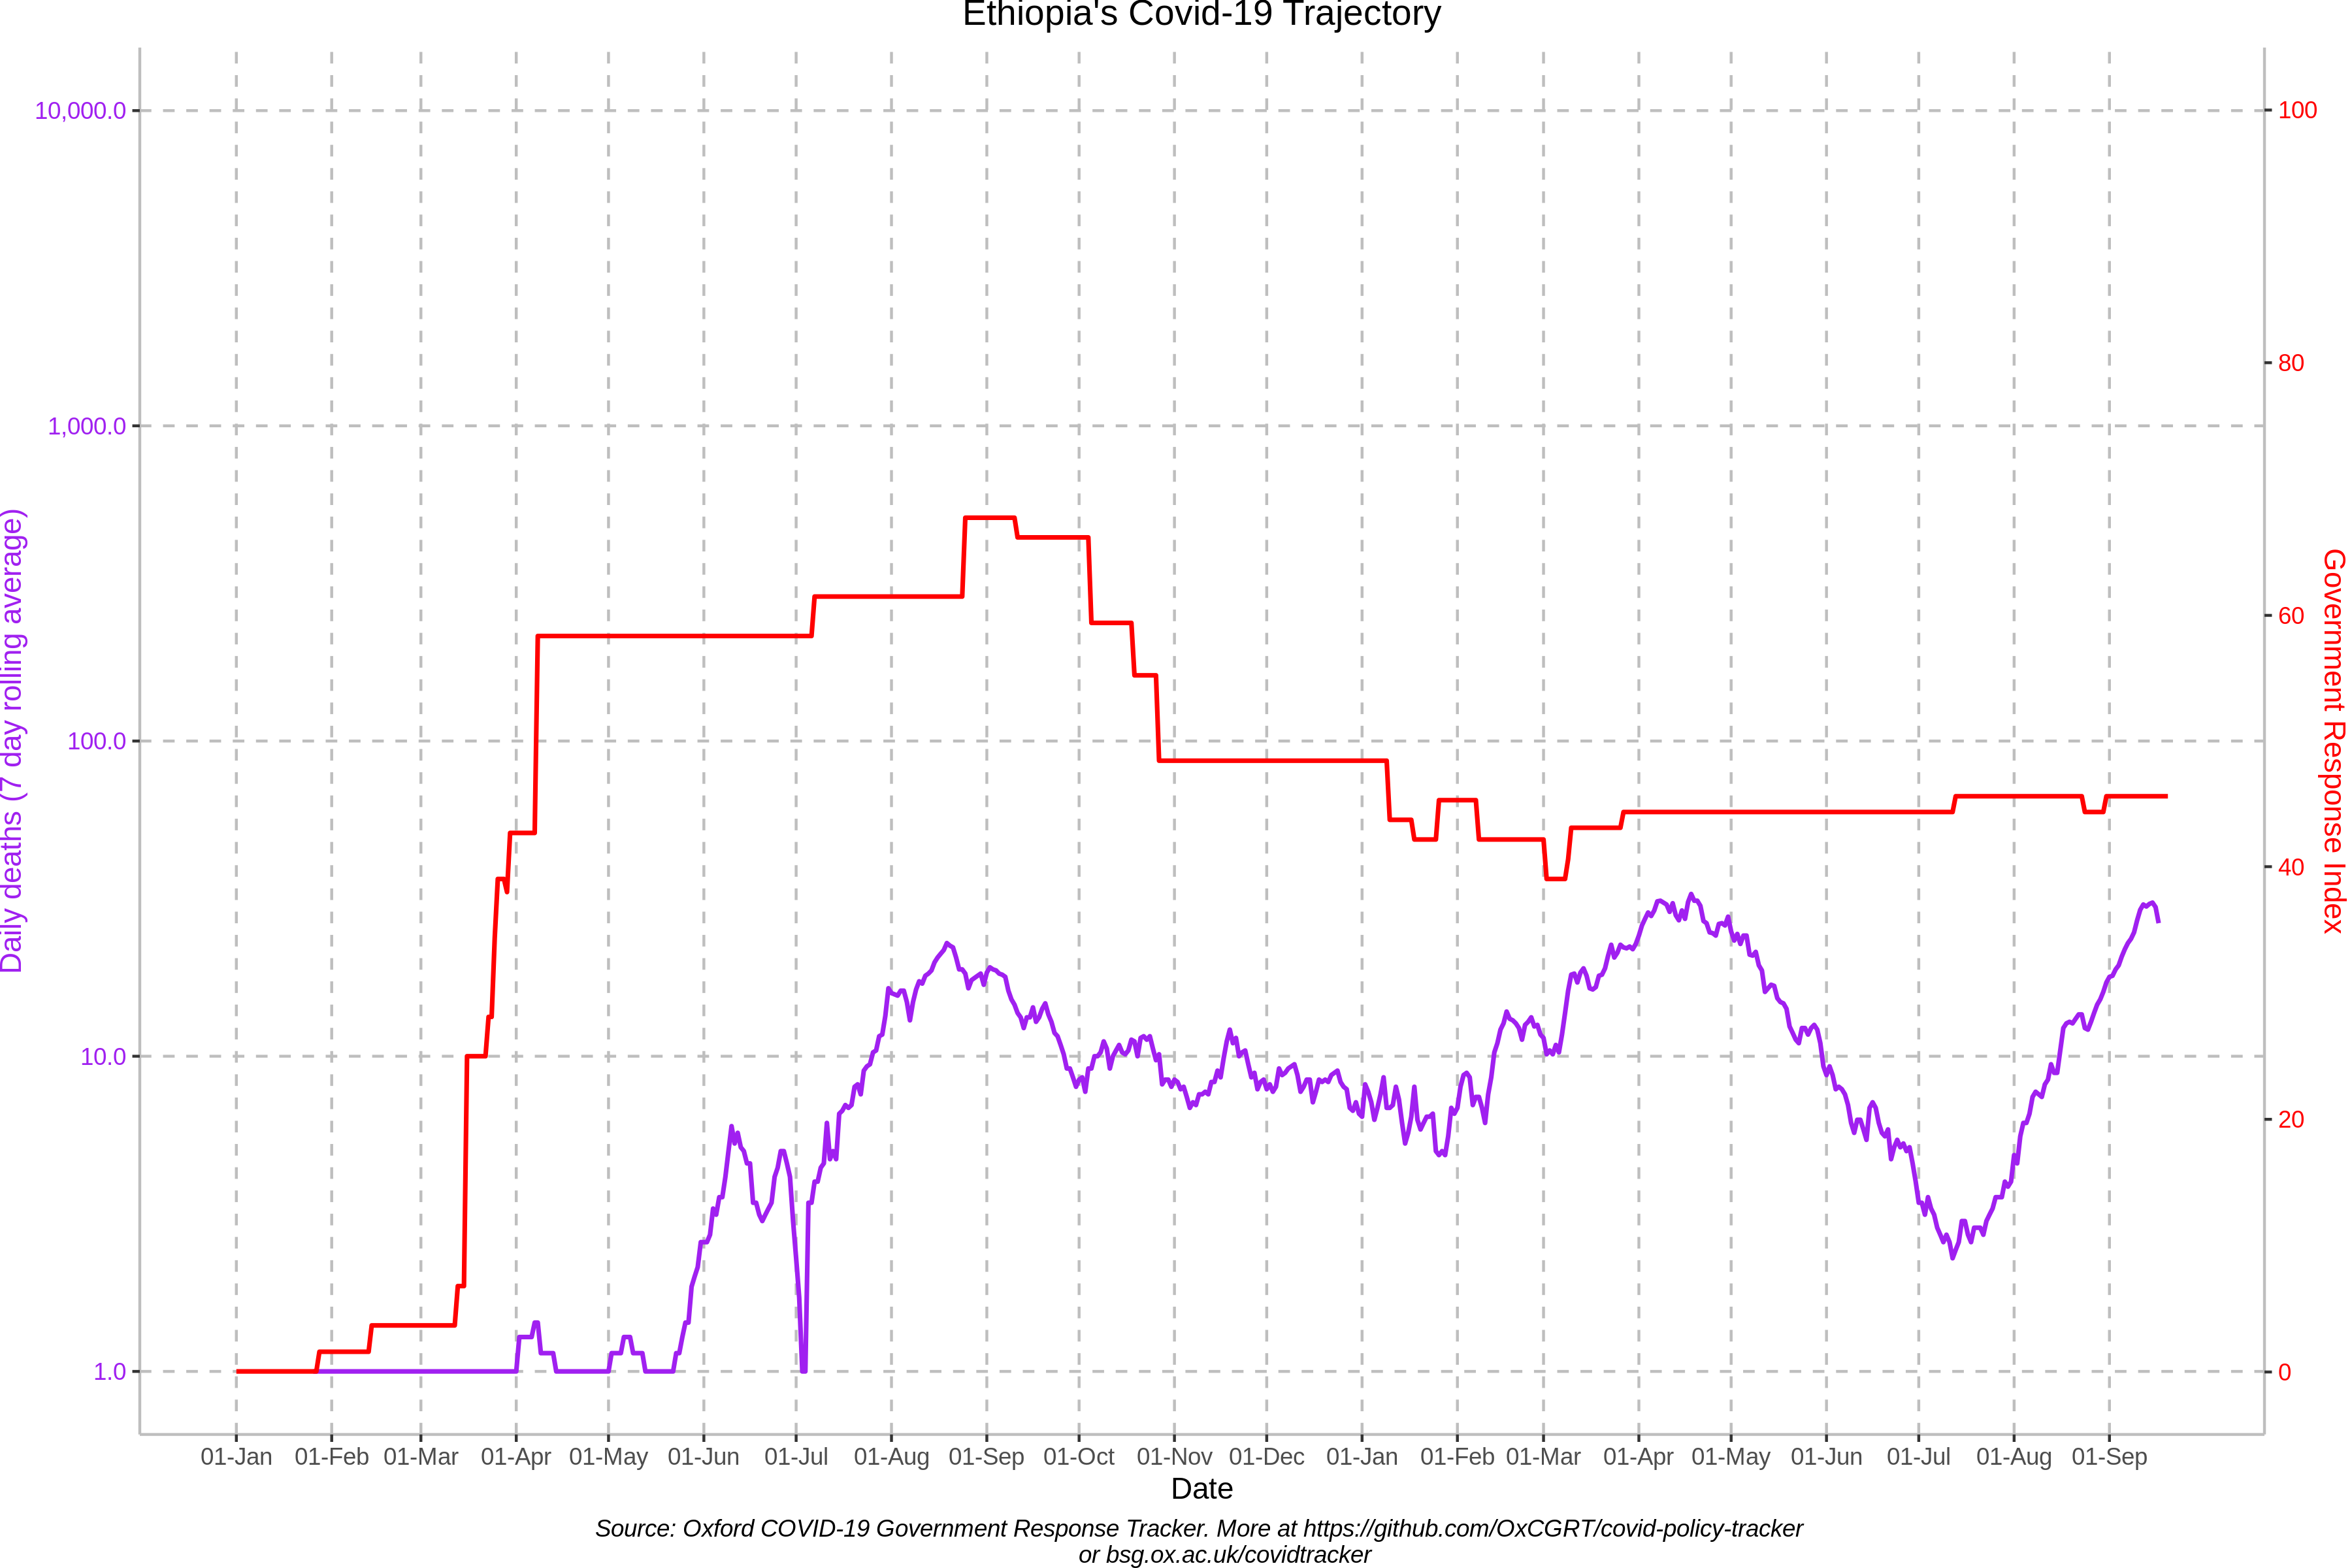 Ethiopia's Covid-19 Trajectory
10,000.0
1,000.0
100.0
10.0
1.0
Daily deaths (7 day rolling average)
100
80
60
40
20
0
Government Response Index
01-Jan 01-Feb 01-Mar 01-Apr 01-May 01-Jun 01-Jul 01-Aug 01-Sep 01-Oct 01-Nov 01-Dec 01-Jan 01-Feb 01-Mar 01-Apr 01-May 01-Jun 01-Jul 01-Aug 01-Sep
Date
Source: Oxford COVID-19 Government Response Tracker. More at https://github.com/OxCGRT/covid-policy-tracker
or bsg.ox.ac.uk/covidtracker